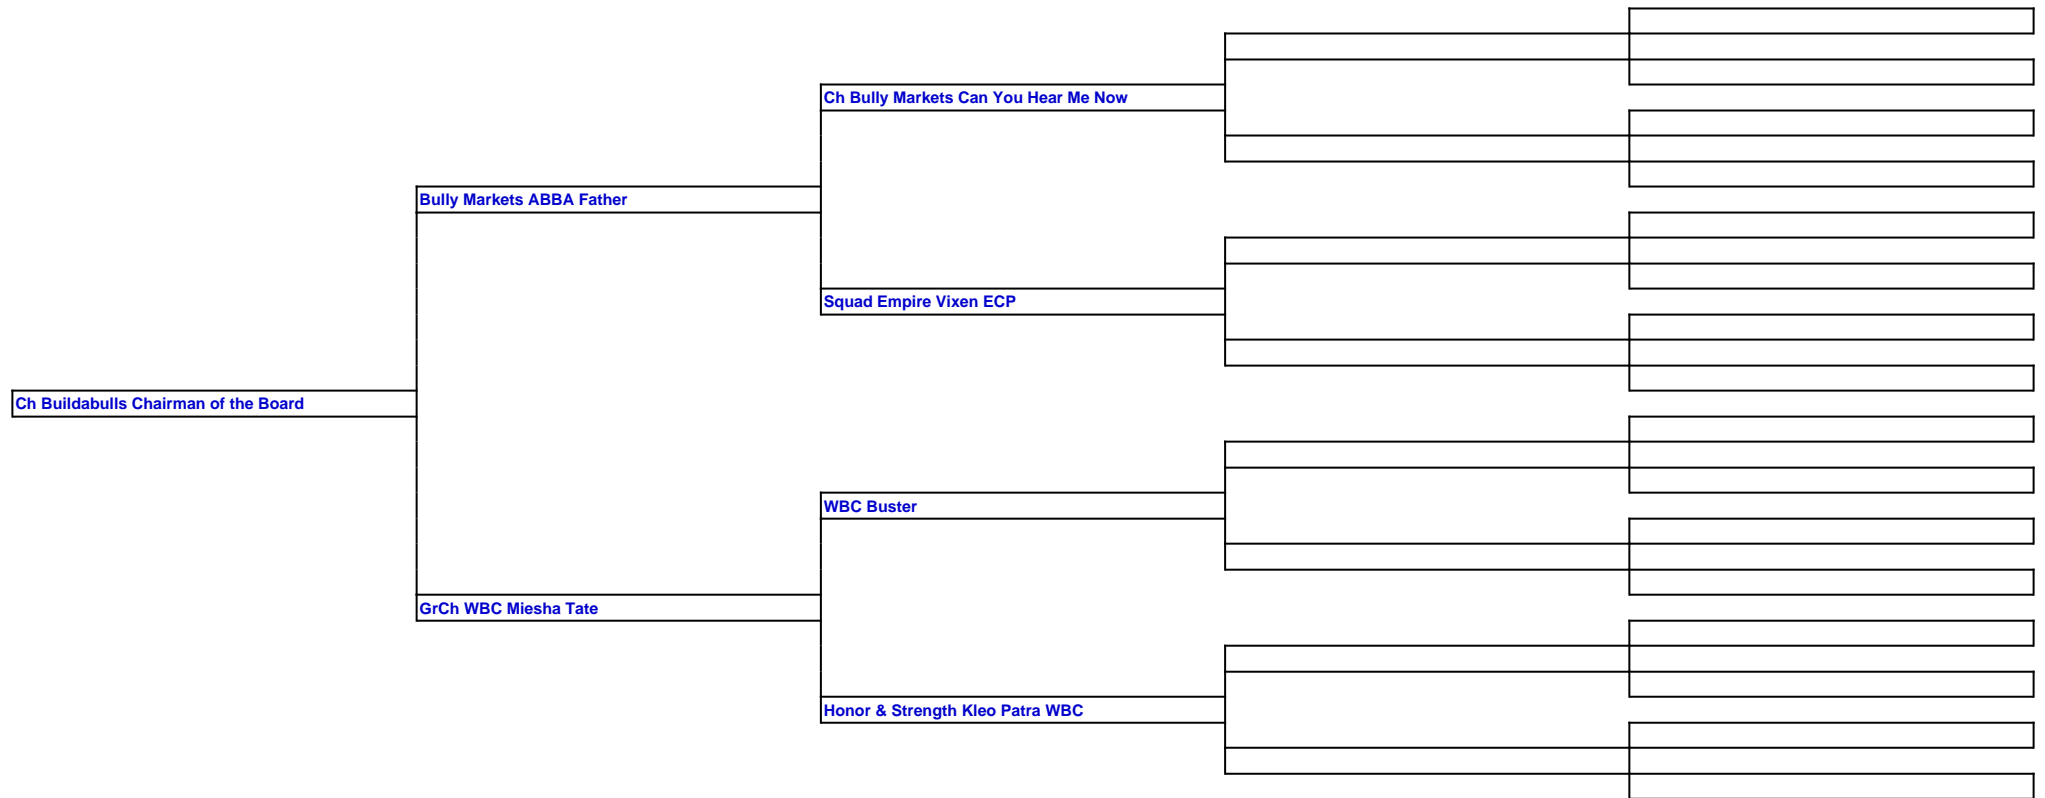 Ch Bully Markets Can You Hear Me Now
Bully Markets ABBA Father
Squad Empire Vixen ECP
Ch Buildabulls Chairman of the Board
WBC Buster
GrCh WBC Miesha Tate
Honor & Strength Kleo Patra WBC